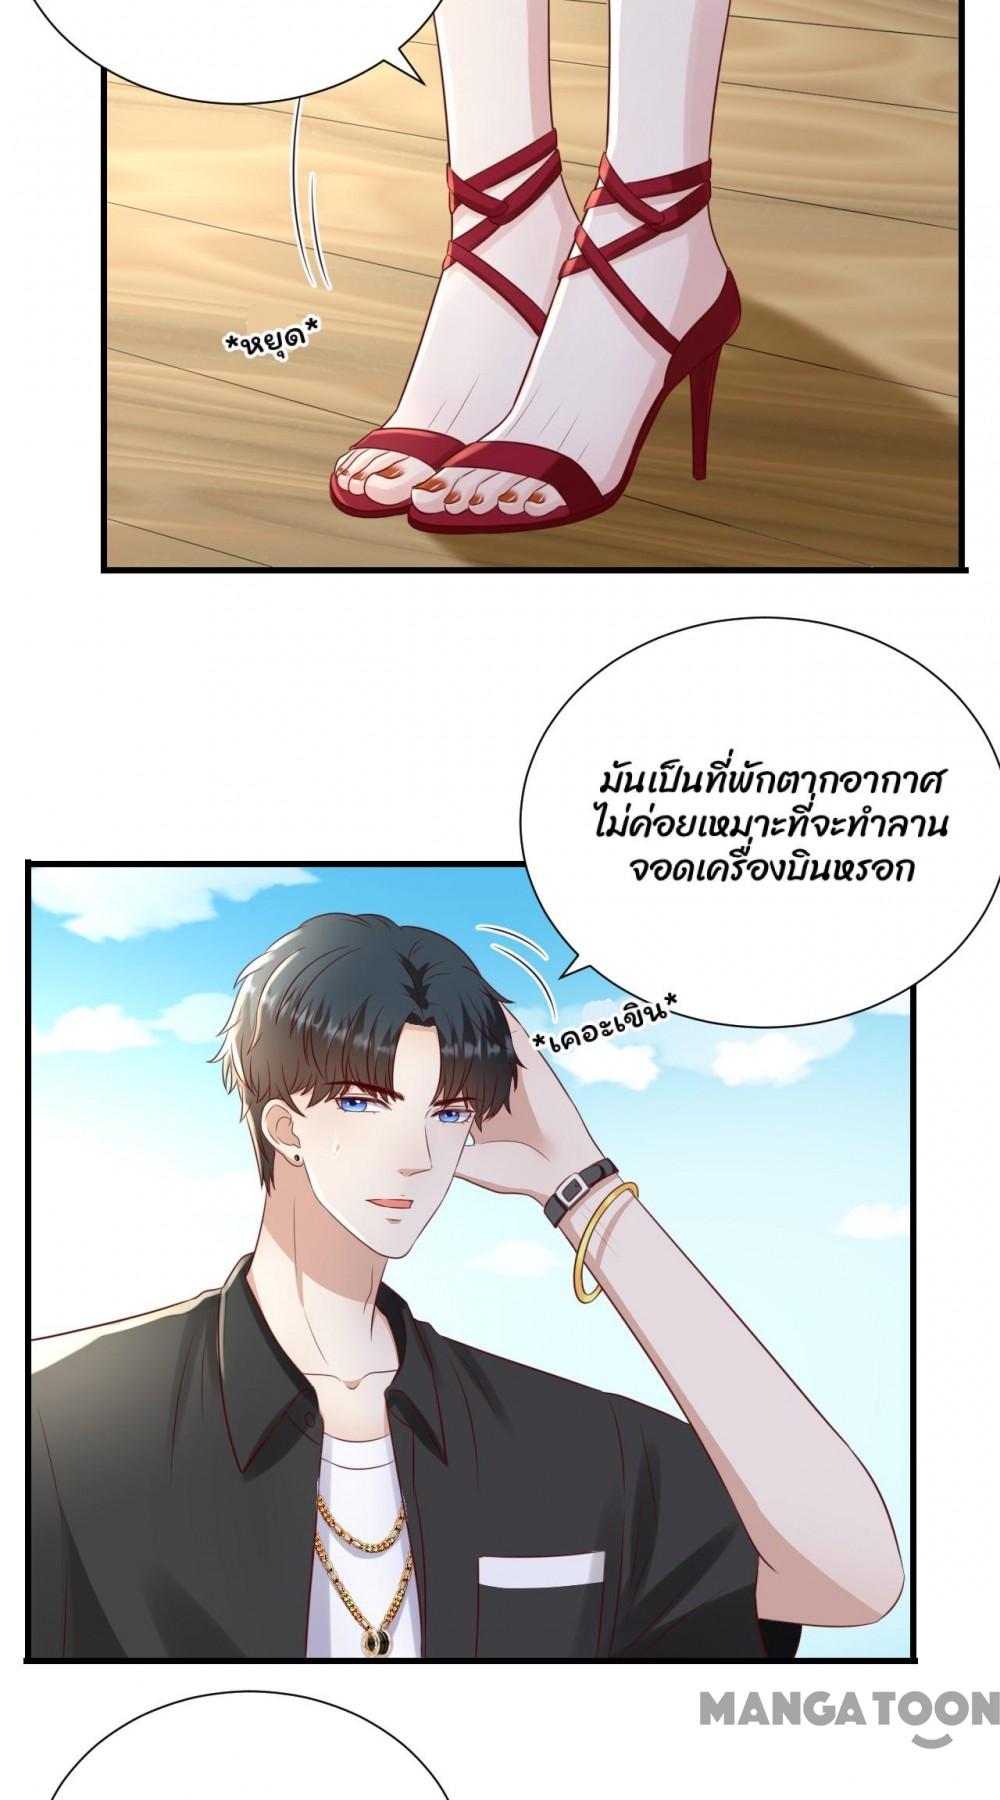 *หยุด*
มันเป็นที่พักตากอากาศ
ไม่ค่อยเหมาะที่จะทำลาน
จอดเครื่องบินหรอก
*เคอะเขิน*
MANGATOON